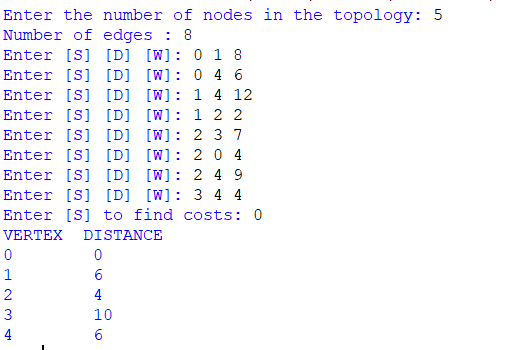 Enter the number of nodes in the topology: 5
Number of edges : 8
Enter [S] [D] [W]: 0 1 8
Enter [S] [D] [W]: 0 4 6
Enter [S] [D] [W]: 1 4 12
Enter [S] [D] [W]: 1 2 2
Enter [S] [D] [W]: 2 3 7
Enter [S] [D] [W]: 2 0 4
Enter [S] [D] [W]: 2 4 9
Enter [S] [D] [W]: 3 4 4
Enter [S] to find costs: 0
VERTEX  DISTANCE
0        0
1        6
2        4
3        10
4        6